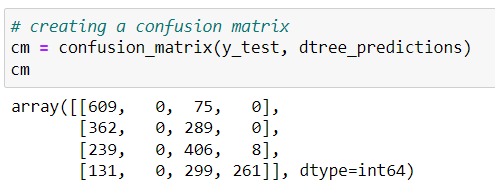 # creating a confusion matrix
cm = confusion_matrix(y_test, dtree_predictions)
cm
array([[609,   0,  75,   0],
       [362,   0, 289,   0],
       [239,   0, 406,   8],
       [131,   0, 299, 261]], dtype=int64)